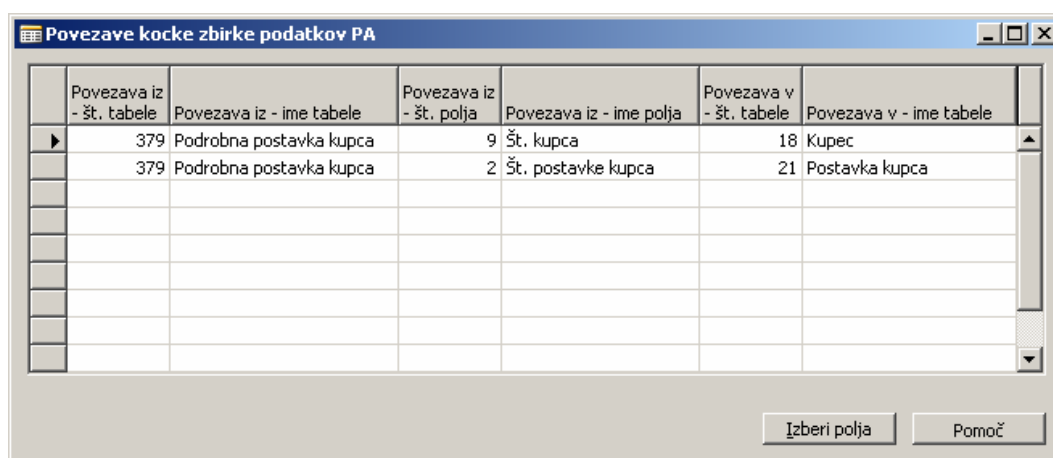 Povezave kocke zbirke podatkov PA
Povezava iz - št. tabele Povezava iz - ime tabele Povezava iz - št. polja Povezava iz - ime polja Povezava v - št. tabele Povezava v - ime tabele
379 Podrobna postavka kupca 9 Št. kupca 18 Kupec
379 Podrobna postavka kupca 2 Št. postavke kupca 21 Postavka kupca
Izberi polja Pomoč